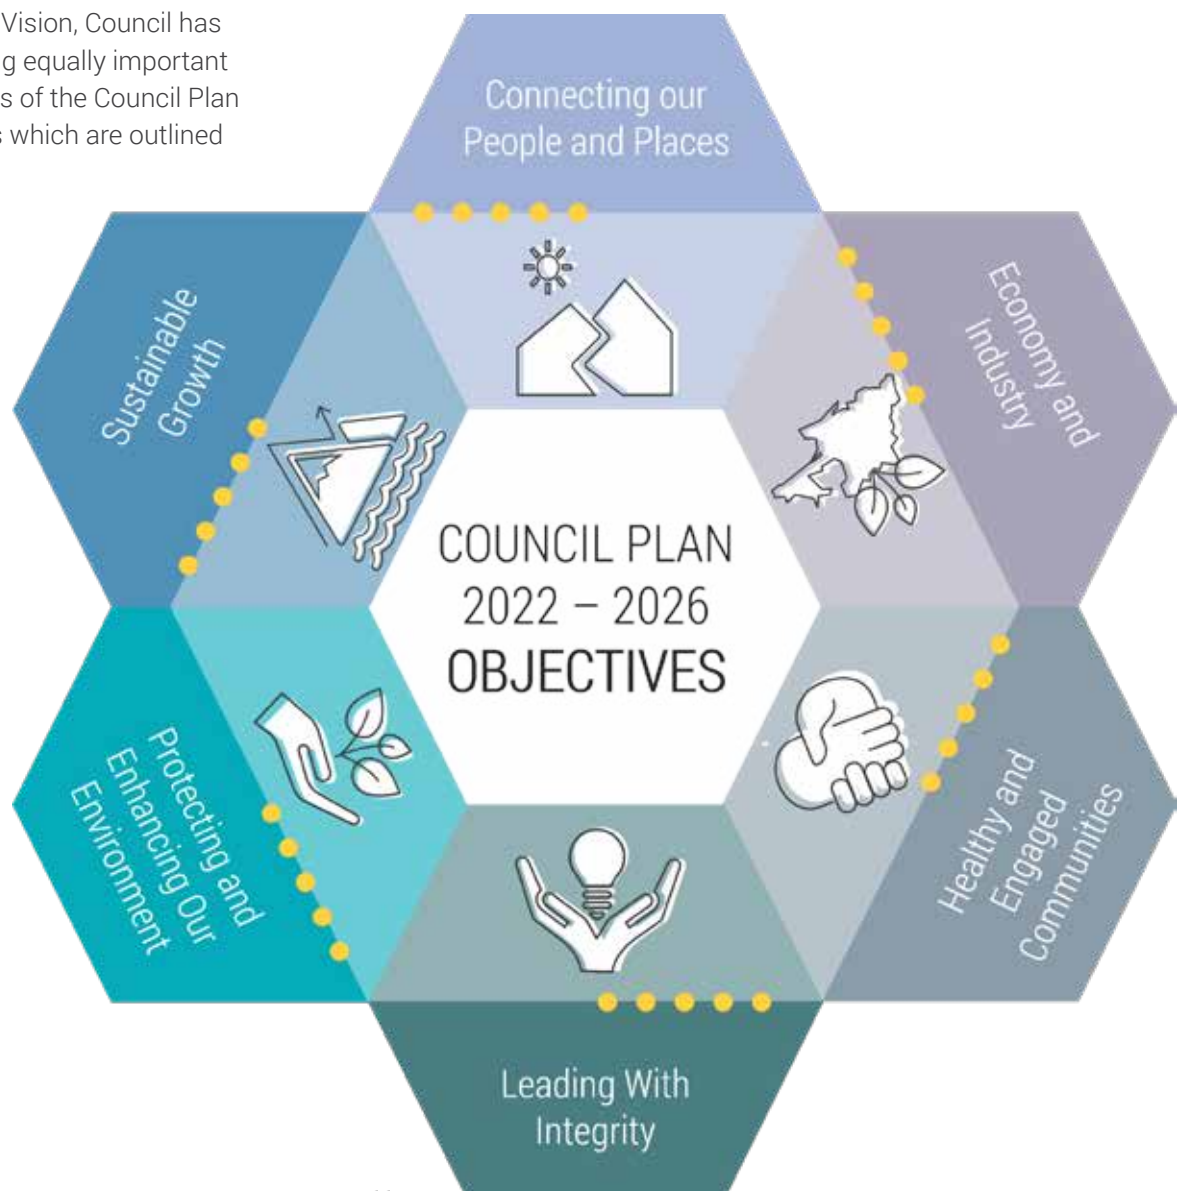 Vision, Council has
g equally important
s of the Council Plan
s which are outlined
Connecting our
People and Places
Economy and
Industry
Healthy and
Engaged
Communities
Leading With
Integrity
Protecting and
Enhancing Our
Environment
Sustainable
Growth
COUNCIL PLAN
2022 – 2026
OBJECTIVES